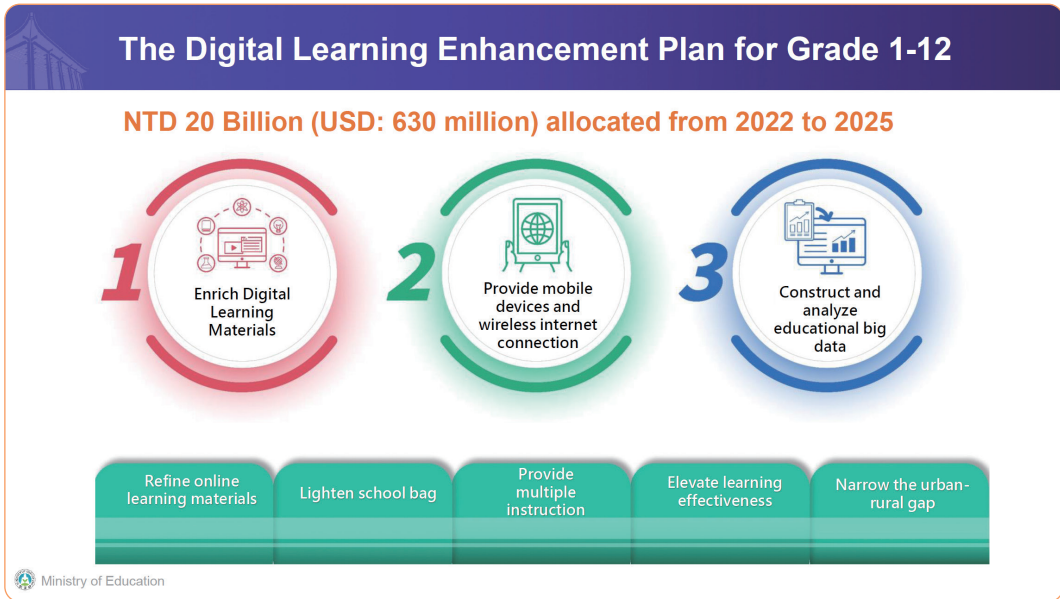 The Digital Learning Enhancement Plan for Grade 1-12
NTD 20 Billion (USD: 630 million) allocated from 2022 to 2025
1
Enrich Digital
Learning
Materials
2
Provide mobile
devices and
wireless internet
connection
3
Construct and
analyze
educational big
data
Refine online
learning materials
Lighten school bag
Provide
multiple
instruction
Elevate learning
effectiveness
Narrow the urban-
rural gap
Ministry of Education